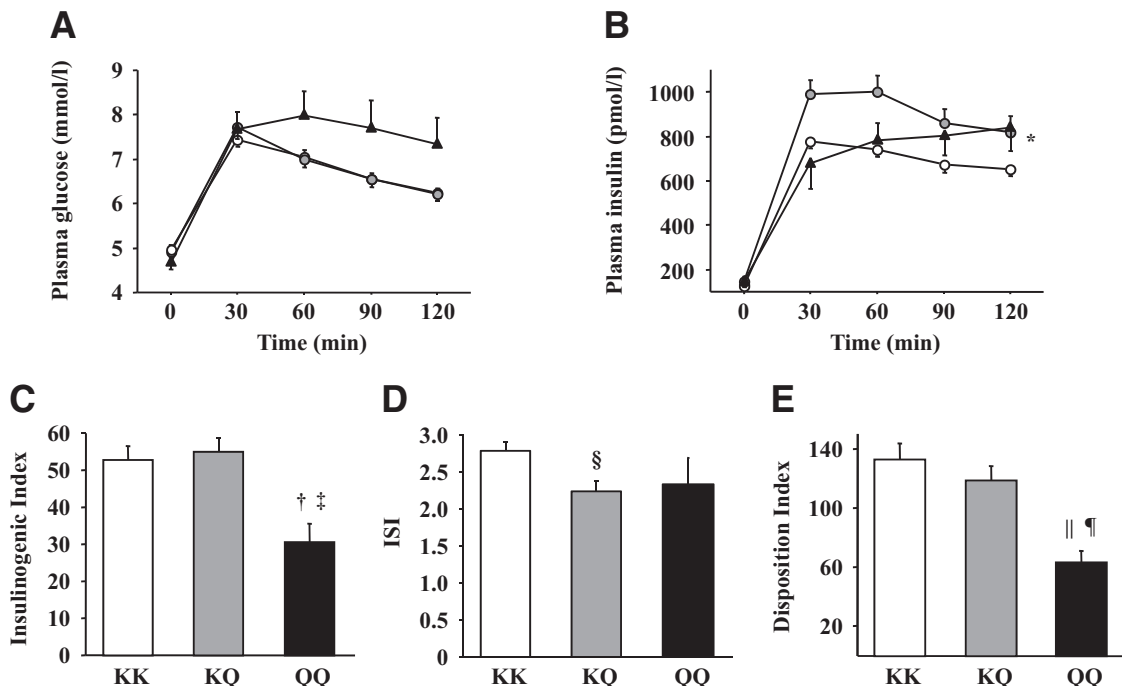 A
B
Plasma glucose (mmol/l)
9
8
7
6
5
4
0 30 60 90 120
Time (min)
Plasma insulin (pmol/l)
1000
800
600
400
200
*
0 30 60 90 120
Time (min)
C
D
E
Insulinogenic Index
60
50
40
30
20
10
0
† ‡
KK KQ QQ
ISI
3.0
2.5
2.0
1.5
1.0
0.5
0
§
KK KQ QQ
Disposition Index
140
100
60
20
|| ¶
KK KQ QQ